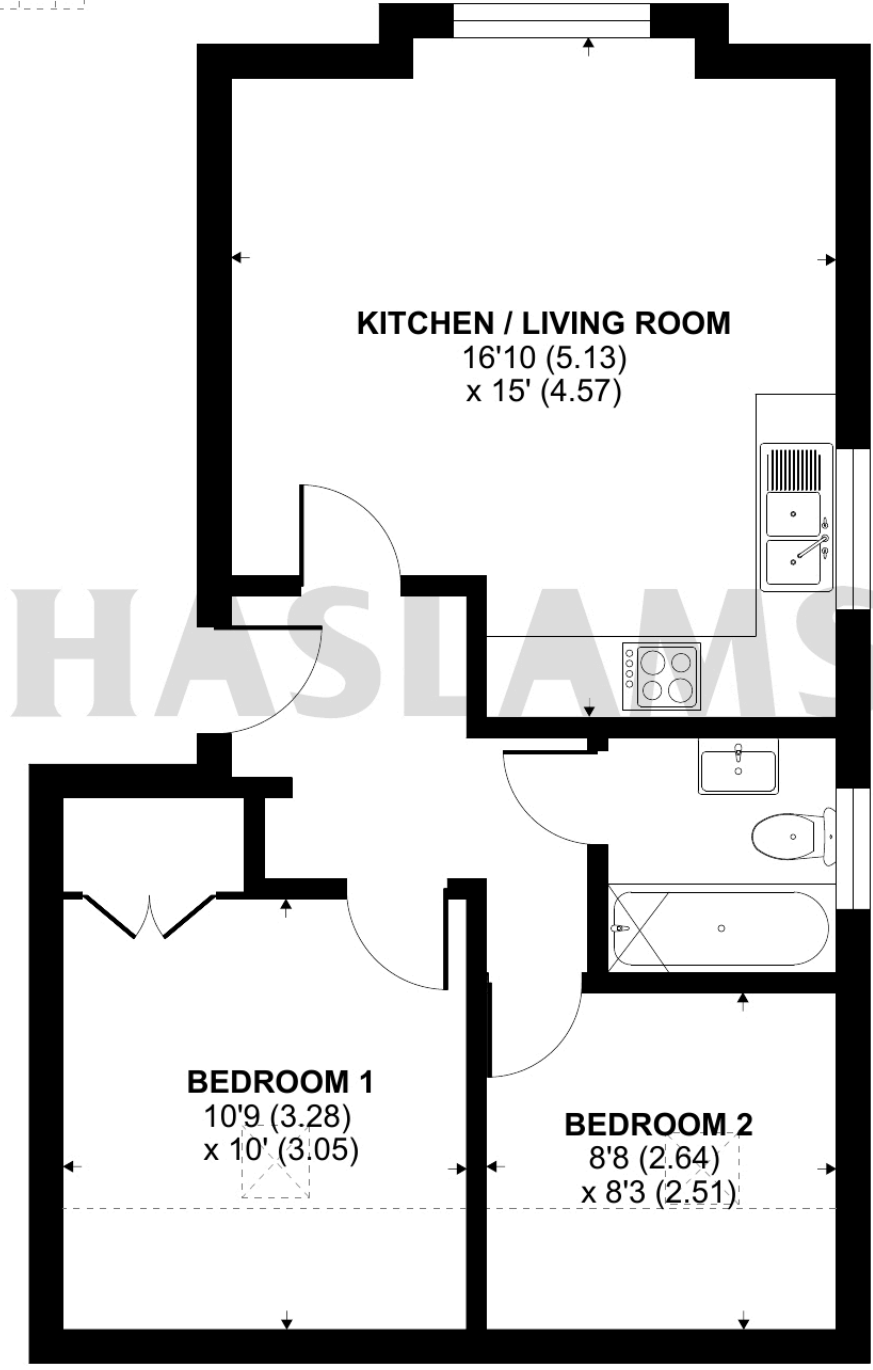 KITCHEN / LIVING ROOM
16'10 (5.13)
x 15' (4.57)
HASLAMS
BEDROOM 1
10'9 (3.28)
x 10' (3.05)
BEDROOM 2
8'8 (2.64)
x 8'3 (2.51)